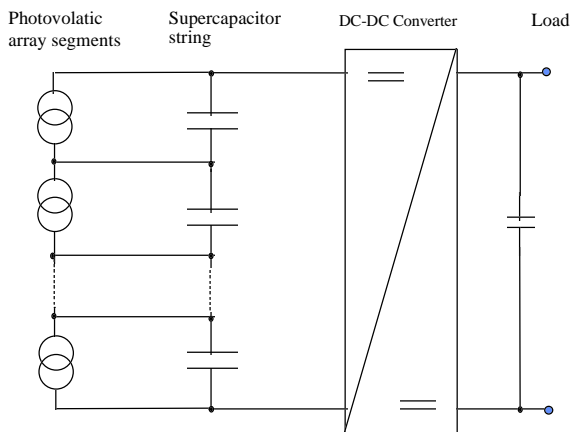 Photovolatic
array segments
Supercapacitor
string
DC-DC Converter
Load